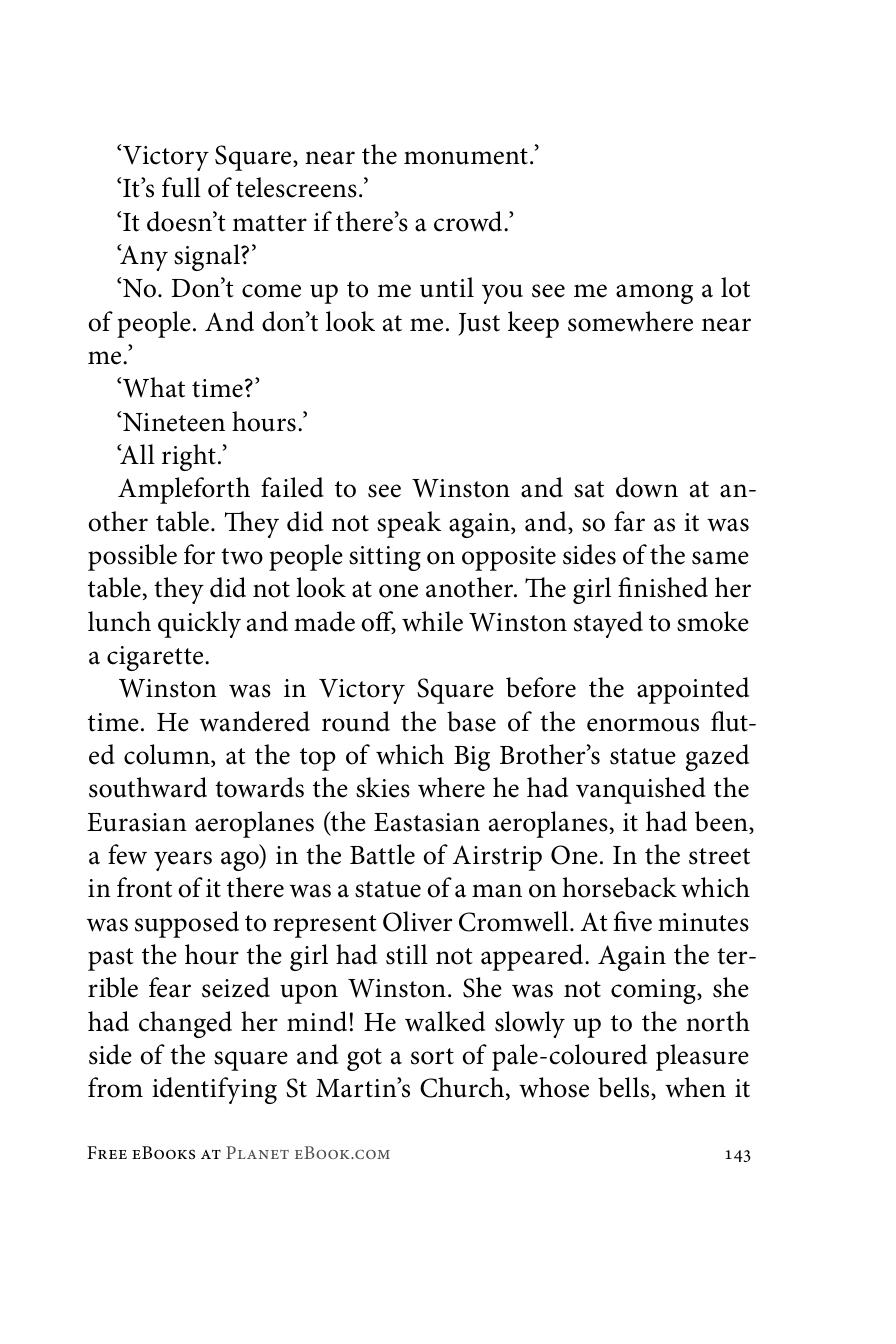 ‘Victory Square, near the monument.’
‘It’s full of telescreens.’
‘It doesn’t matter if there’s a crowd.’
‘Any signal?’
‘No. Don’t come up to me until you see me among a lot
of people. And don’t look at me. Just keep somewhere near
me.’
‘What time?’
‘Nineteen hours.’
‘All right.’
Ampleforth failed to see Winston and sat down at an-
other table. They did not speak again, and, so far as it was
possible for two people sitting on opposite sides of the same
table, they did not look at one another. The girl finished her
lunch quickly and made off, while Winston stayed to smoke
a cigarette.
Winston was in Victory Square before the appointed
time. He wandered round the base of the enormous flut-
ed column, at the top of which Big Brother’s statue gazed
southward towards the skies where he had vanquished the
Eurasian aeroplanes (the Eastasian aeroplanes, it had been,
a few years ago) in the Battle of Airstrip One. In the street
in front of it there was a statue of a man on horseback which
was supposed to represent Oliver Cromwell. At five minutes
past the hour the girl had still not appeared. Again the ter-
rible fear seized upon Winston. She was not coming, she
had changed her mind! He walked slowly up to the north
side of the square and got a sort of pale-coloured pleasure
from identifying St Martin’s Church, whose bells, when it
Free eBooks at Planet eBook.com 143